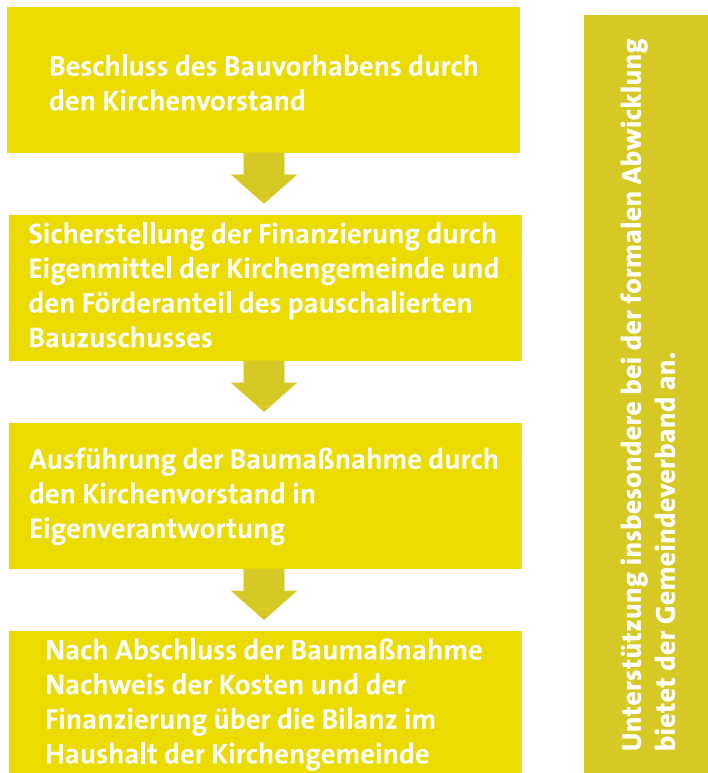 Beschluss des Bauvorhabens durch
den Kirchenvorstand
Sicherstellung der Finanzierung durch
Eigenmittel der Kirchengemeinde und
den Förderanteil des pauschalierten
Bauzuschusses
Ausführung der Baumaßnahme durch
den Kirchenvorstand in
Eigenverantwortung
Nach Abschluss der Baumaßnahme
Nachweis der Kosten und der
Finanzierung über die Bilanz im
Haushalt der Kirchengemeinde
Unterstützung insbesondere bei der formalen Abwicklung
bietet der Gemeindeverband an.